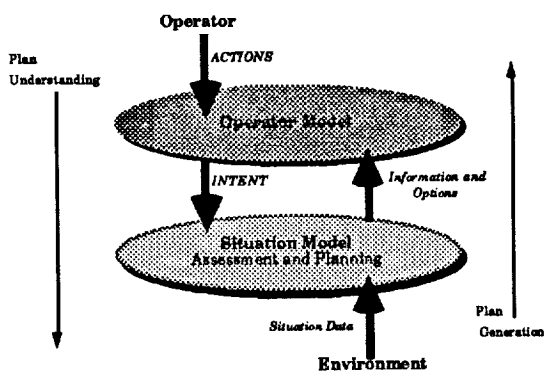 Operator
Plan
Understanding
ACTIONS
Operator Model
INTENT
Information and
Options
Situation Model
Assessment and Planning
Situation Data
Plan
Generation
Environment